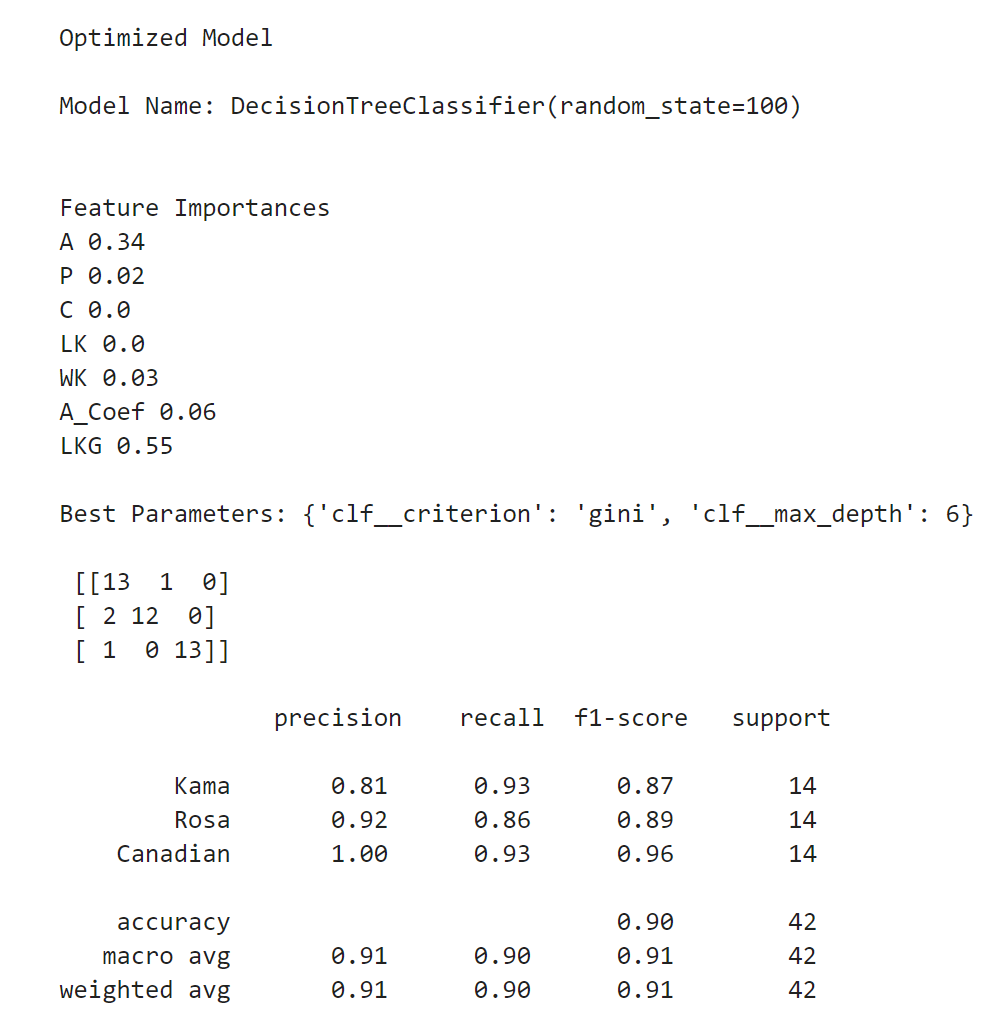 Optimized Model
Model Name: DecisionTreeClassifier(random_state=100)
Feature Importances
A 0.34
P 0.02
C 0.0
LK 0.0
WK 0.03
A_Coef 0.06
LKG 0.55
Best Parameters: {'clf__criterion': 'gini', 'clf__max_depth': 6}
[[13  1  0]
[ 2 12  0]
[ 1  0 13]]
precision    recall  f1-score   support
Kama       0.81      0.93      0.87        14
Rosa       0.92      0.86      0.89        14
Canadian       1.00      0.93      0.96        14
accuracy                           0.90        42
macro avg       0.91      0.90      0.91        42
weighted avg       0.91      0.90      0.91        42